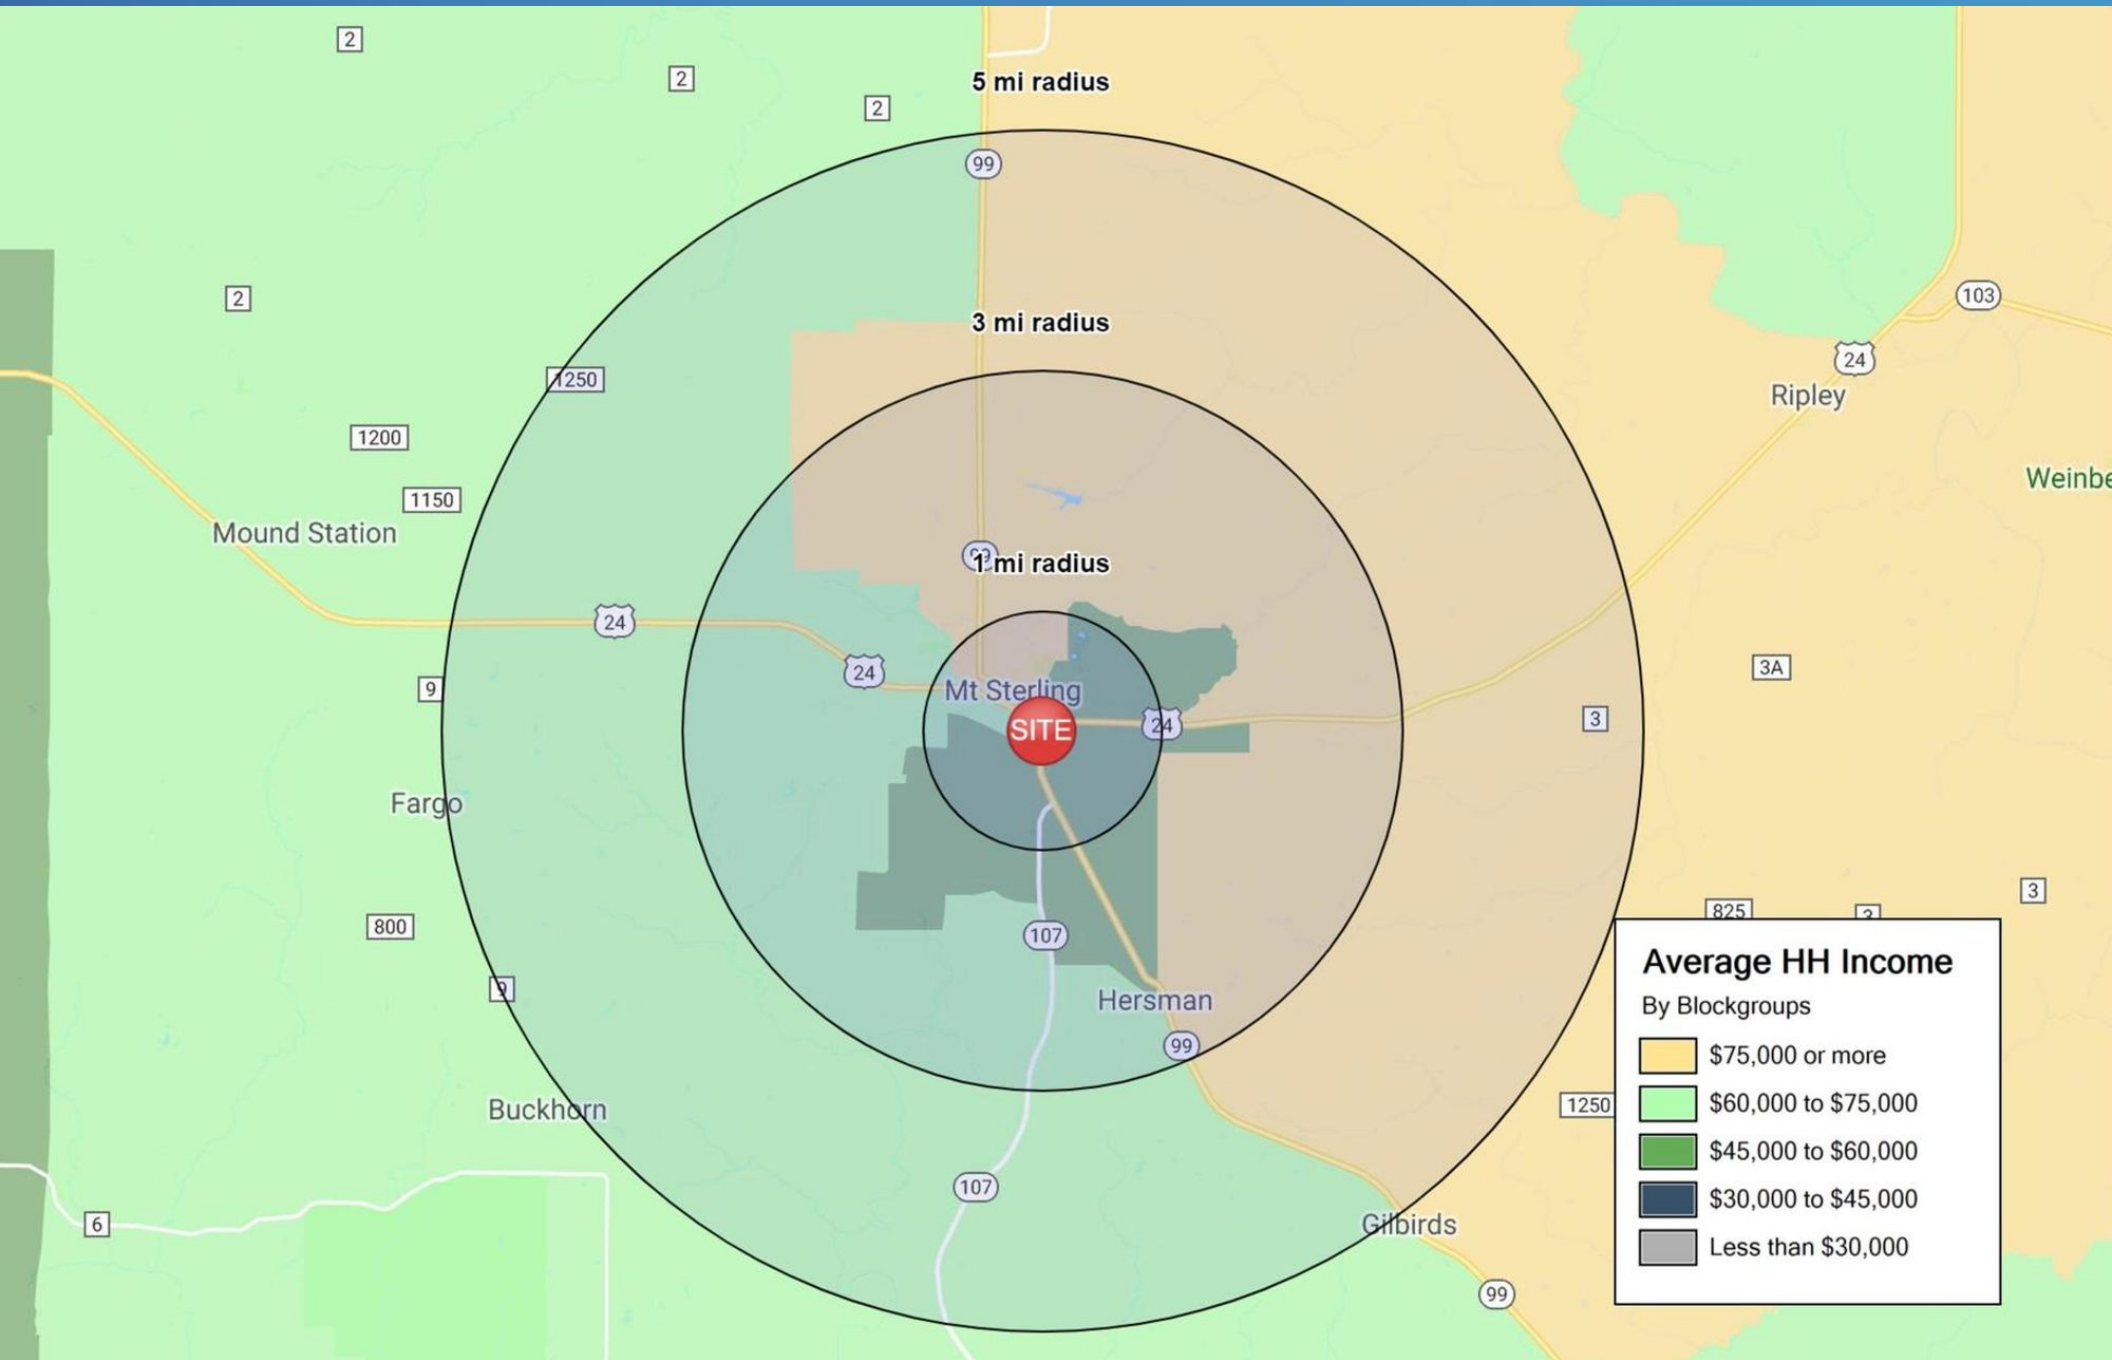 2
2
5 mi radius
2
99
2
103
3 mi radius
24
1250
Ripley
1200
Weinbe
1150
Mound Station
99
1 mi radius
24
24
3A
9
Mt Sterling
SITE
24
3
Fargo
3
825
3
800
107
Average HH Income
9
Hersman
By Blockgroups
99
$75,000 or more
Buckhorn
1250
$60,000 to $75,000
$45,000 to $60,000
107
$30,000 to $45,000
6
Gilbirds
Less than $30,000
99